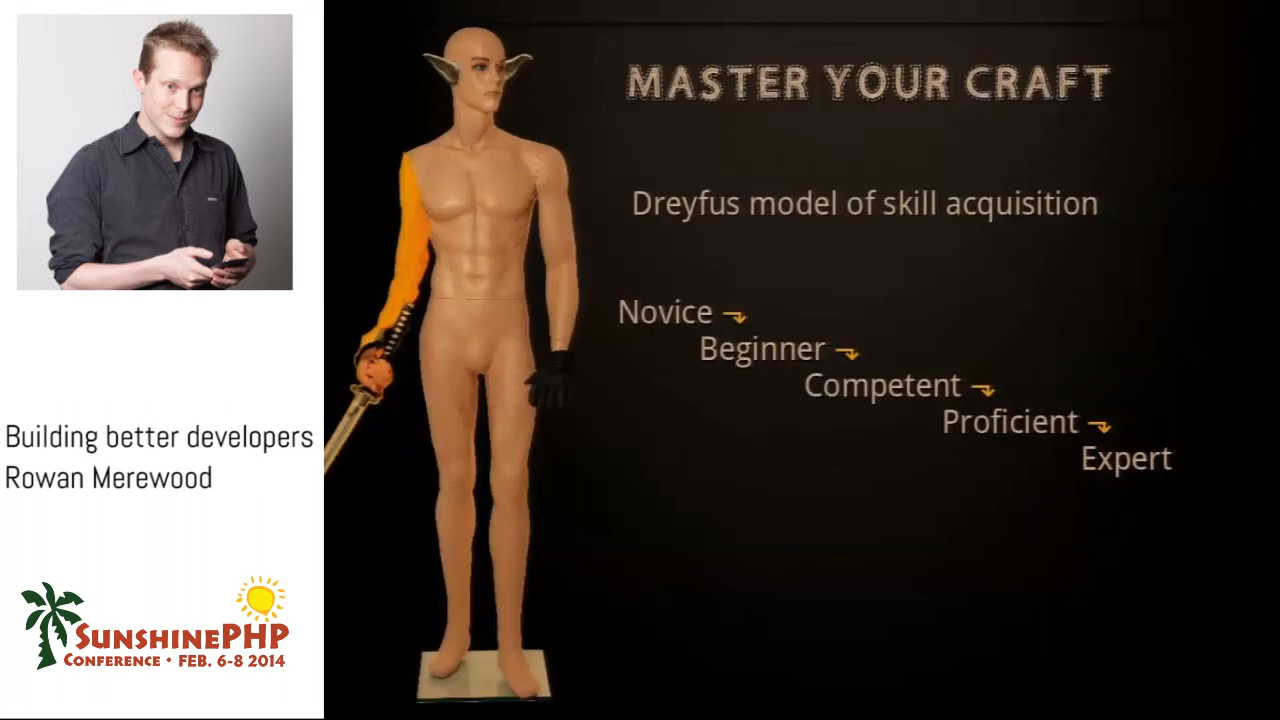 Building better developers
Rowan Merewood
SUNSHINEPHP
CONFERENCE • FEB. 6-8 2014
MASTER YOUR CRAFT
Dreyfus model of skill acquisition
Novice
Beginner
Competent
Proficient
Expert